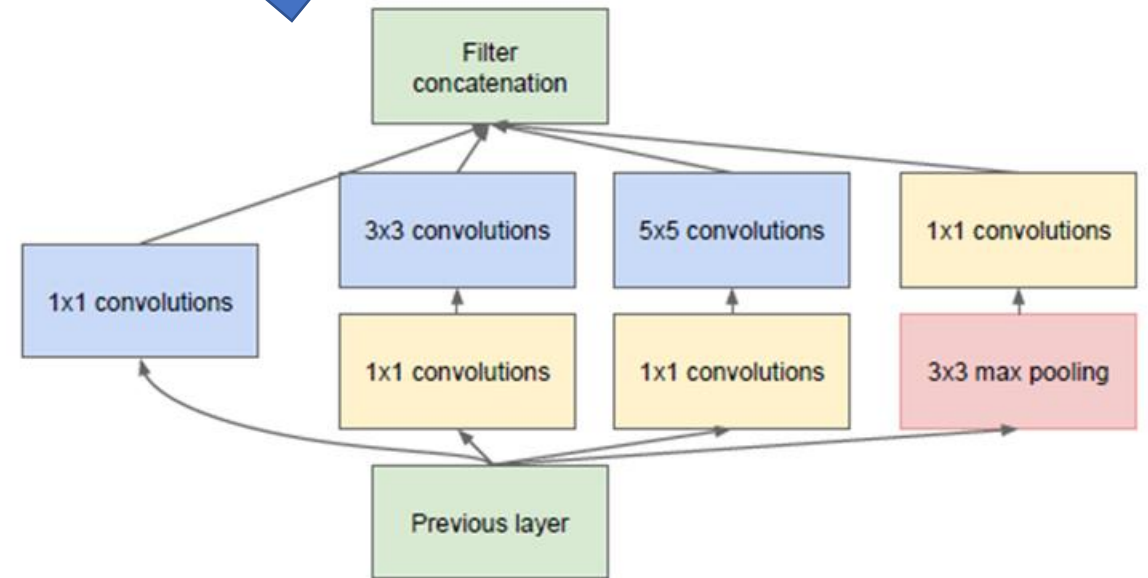 Filter
concatenation
3x3 convolutions
5x5 convolutions
1x1 convolutions
1x1 convolutions
1x1 convolutions
1x1 convolutions
3x3 max pooling
Previous layer